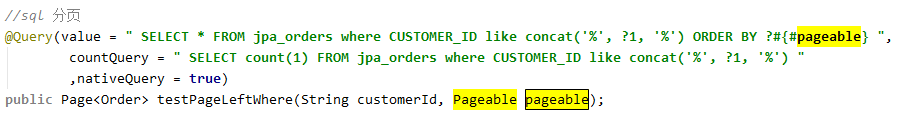 //sql 分页
@Query(value = " SELECT * FROM jpa_orders where CUSTOMER_ID like concat('%', ?1, '%') ORDER BY ?#{#pageable} ",
countQuery = " SELECT count(1) FROM jpa_orders where CUSTOMER_ID like concat('%', ?1, '%') "
,nativeQuery = true)
public Page<Order> testPageLeftWhere(String customerId, Pageable pageable);